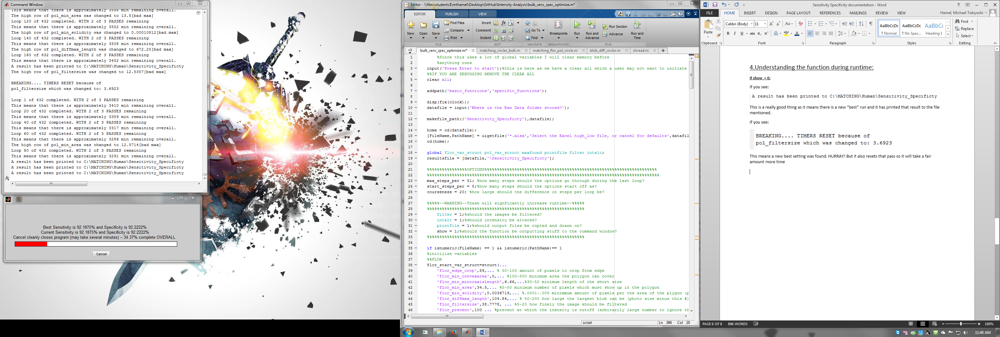 Command Window
This means that there is approximately 3598 min remaining overall.
The high row of pol_min_area was changed to 13.5[bad max]
Loop 120 of 432 completed. WITH 2 of 3 PASSES remaining
This means that there is approximately 3552 min remaining overall.
The high row of pol_min_solidity was changed to 0.00010812[bad max]
Loop 140 of 432 completed. WITH 2 of 3 PASSES remaining
This means that there is approximately 3508 min remaining overall.
The high row of pol_diffmax_length was changed to 672.25[bad max]
Loop 160 of 432 completed. WITH 2 of 3 PASSES remaining
This means that there is approximately 3452 min remaining overall.
A result has been printed to C:\MATCHING\Human\Sensitivity_Specificty
The high row of pol_filtersize was changed to 12.5357[bad max]
BREAKING.... TIMERS RESET because of
pol_filtersize which was changed to: 3.6923
Loop 1 of 432 completed. WITH 2 of 3 PASSES remaining
This means that there is approximately 3410 min remaining overall.
Loop 20 of 432 completed. WITH 2 of 3 PASSES remaining
This means that there is approximately 3359 min remaining overall.
Loop 40 of 432 completed. WITH 2 of 3 PASSES remaining
This means that there is approximately 3317 min remaining overall.
Loop 60 of 432 completed. WITH 2 of 3 PASSES remaining
This means that there is approximately 3286 min remaining overall.
The high row of pol_min_area was changed to 12.5714[bad max]
Loop 80 of 432 completed. WITH 2 of 3 PASSES remaining
This means that there is approximately 3291 min remaining overall.
A result has been printed to C:\MATCHING\Human\Sensitivity_Specificty
A result has been printed to C:\MATCHING\Human\Sensitivity_Specificty
A result has been printed to C:\MATCHING\Human\Sensitivity_Specificty
fx
Best Sensitivity is 92.1875% and Specificity is 92.2222%
Current Sensitivity is 92.1875% and Specificity is 92.2222%
Cancel cleanly closes program (may take several minutes) -- 34.37% complete OVERALL.
Cancel
Editor - \\files\students$\mthamel\Desktop\GitHub\Intensity-Analysis\bulk_sens_spec_optimize.m*
EDITOR PUBLISH VIEW
New Open Save Find Files Compare Print
Insert Comment Indent
Go To Find
Breakpoints
Run Run and Advance Run Section Advance Run and Time
FILE EDIT NAVIGATE BREAKPOINTS RUN
+3 bulk_sens_spec_optimize.m* matching_circler_bulk.m matching_flor_pol_circle.m blob_diff_circler.m xlsread.m
1 %Since this uses a lot of global variables I will clear memory before
2 %anything runs
3 input('Press Enter to start');%this is here as we have a clear all which a user may not want to initiate
4 %%IF YOU ARE DEBUGGING REMOVE THE CLEAR ALL
5 clear all;
6
7 addpath('basic_functions','specific_functions');
8
9 disp(fix(clock));
10 datafile = input('Where is the Raw Data folder stored?');
11
12 makefile_path({'Sensitivity_Specificty'},datafile);
13
14 home = cd(datafile);
15 [FileName,PathName] = uigetfile('*.xlsx','Select the Excel high_low file, or cancel for defaults',datafil
16 cd(home);
17
18 global flor_var_struct pol_var_struct maxfound printfile filter intalt;
19 resultsfile = [datafile,'\Sensitivity_Specificty'];
20
21 %%%%%%%%%%%%%%%%OPTIONS%%%%%%%%%%%%%%%%%%%%%%%%%%%%%%%%%%%%%%%%%%%%%%%%%%%%%%%%%%%%%%%%%%%%%%%
22 %%%%%%%%%%%%%%%%%%%%%%%%%%%%%%%%%%%%%%%%%%%%%%%%%%%%%%%%%%%%%%%%%%%%%%%%%%%%%%%%%%%%%%%%%%%%%%%
23 max_steps_per = 51; %how many steps should the options go through during the last loop?
24 start_steps_per = 5;%how many steps should the options start off as?
25 courseness = 20; %how large should the difference in steps per loop be?
26
27 %%%%%~~WARNING--These will signficantly increase runtime~~%%%%%
28 %%%%%%%%%%%%%%%%%%%%%%%%%%%%%%%%%%%%%%%%%%%%%%%%%%%%%%%%%%%%%%%
29 filter = 1;%should the images be filtered?
30 intalt = 1;%should intensity be altered?
31 printfile = 1;%should output files be copied and drawn on?
32 show = 1;%should the function be outputting stuff to the command window?
33 %%%%%%%%%%%%%%%%%%%%%%%%%%%%%%%%%%%%%%%%%%%%%%%%%%%%%%%%%%%%%%%
34
35 if isnumeric(FileName) == 1 && isnumeric(PathName)== 1
36 %initilize variables
37 %%FLOR
38 flor_start_var_struct=struct(...
39 'flor_edge_crop',89,... % 50-100 amount of pixels to crop from edge
40 'flor_min_convexarea',0,... %100-500 minimum area the polygon can cover
41 'flor_min_minoraxislength',6.66,...%30-50 minimum length of the short size
42 'flor_min_area',34.5,... %5-50 minimum number of pixels which must show up in the polygon
43 'flor_min_solidity',0.0036719,... %.0001-.005 minimmum amount of pixels per the area of the plygon (p
44 'flor_diffmax_length',104.84,... % 50-200 how large the largest blob can be (photo size minus this #)
45 'flor_filtersize',38.7778, ... %5-20 how finely the image should be filtered
46 'flor_precent',100 ... %precent at which the inensity is cutoff (arbitarily large number to ignore th
script Ln 386 Col 20
Sensitivity Specificity documentation - Word
FILE HOME INSERT DESIGN PAGE LAYOUT REFERENCES MAILINGS REVIEW VIEW Hamel, Michael Tokiyoshi
Paste Calibri (Body) 11 AaBbCcDc AaBbCcDc AaBbCc Find
Replace
¶ Normal ¶ No Spac... Heading 1 Select
Clipboard Font Paragraph Styles Editing
4.Understanding the function during runtime:
If show = 0;
If you see:
A result has been printed to C:\MATCHING\Human\Sensitivity_Specificty
This is a really good thing as it means there is a new “best” run and it has printed that result to the file
mentioned.
If you see:
BREAKING.... TIMERS RESET because of
pol_filtersize which was changed to: 3.6923
This means a new best setting was found. HURRAY! But it also resets that pass so it will take a fair
amount more time
PAGE 6 OF 8 896 WORDS 100%
11:40 AM